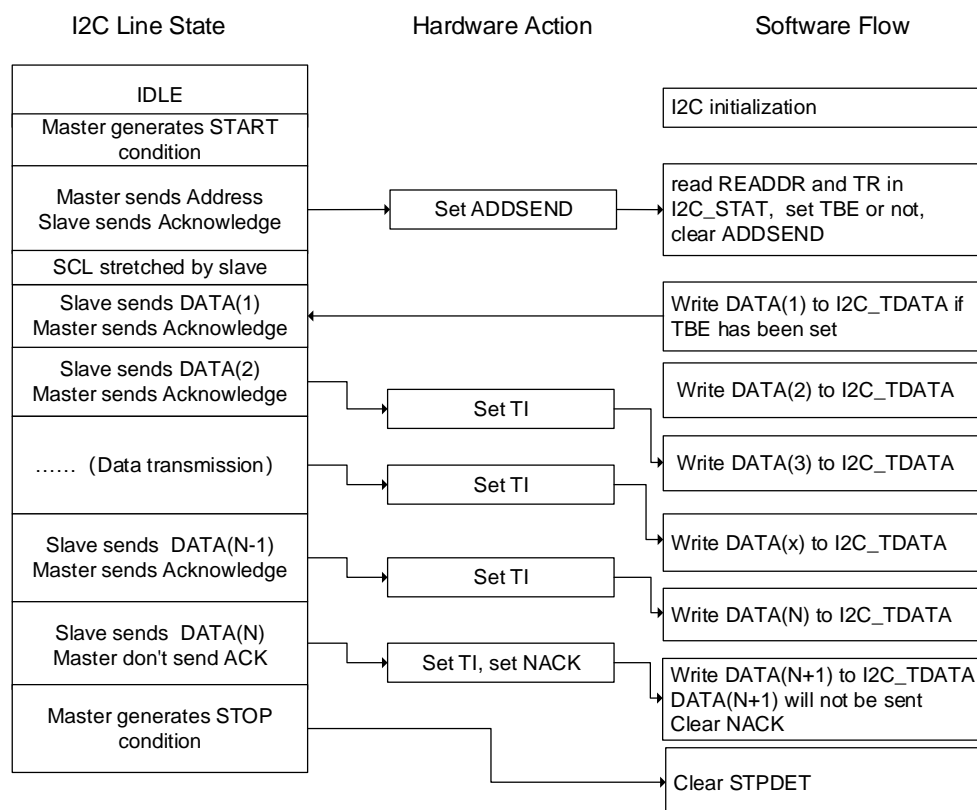 I2C Line State
Hardware Action
Software Flow
IDLE
I2C initialization
Master generates START
condition
Master sends Address
Slave sends Acknowledge
Set ADDSEND
read READDR and TR in
I2C_STAT, set TBE or not,
clear ADDSEND
SCL stretched by slave
Slave sends DATA(1)
Master sends Acknowledge
Write DATA(1) to I2C_TDATA if
TBE has been set
Slave sends DATA(2)
Master sends Acknowledge
Set TI
Write DATA(2) to I2C_TDATA
Write DATA(3) to I2C_TDATA
…… (Data transmission)
Set TI
Write DATA(x) to I2C_TDATA
Slave sends DATA(N-1)
Master sends Acknowledge
Set TI
Write DATA(N) to I2C_TDATA
Slave sends DATA(N)
Master don't send ACK
Set TI, set NACK
Write DATA(N+1) to I2C_TDATA
DATA(N+1) will not be sent
Clear NACK
Master generates STOP
condition
Clear STPDET